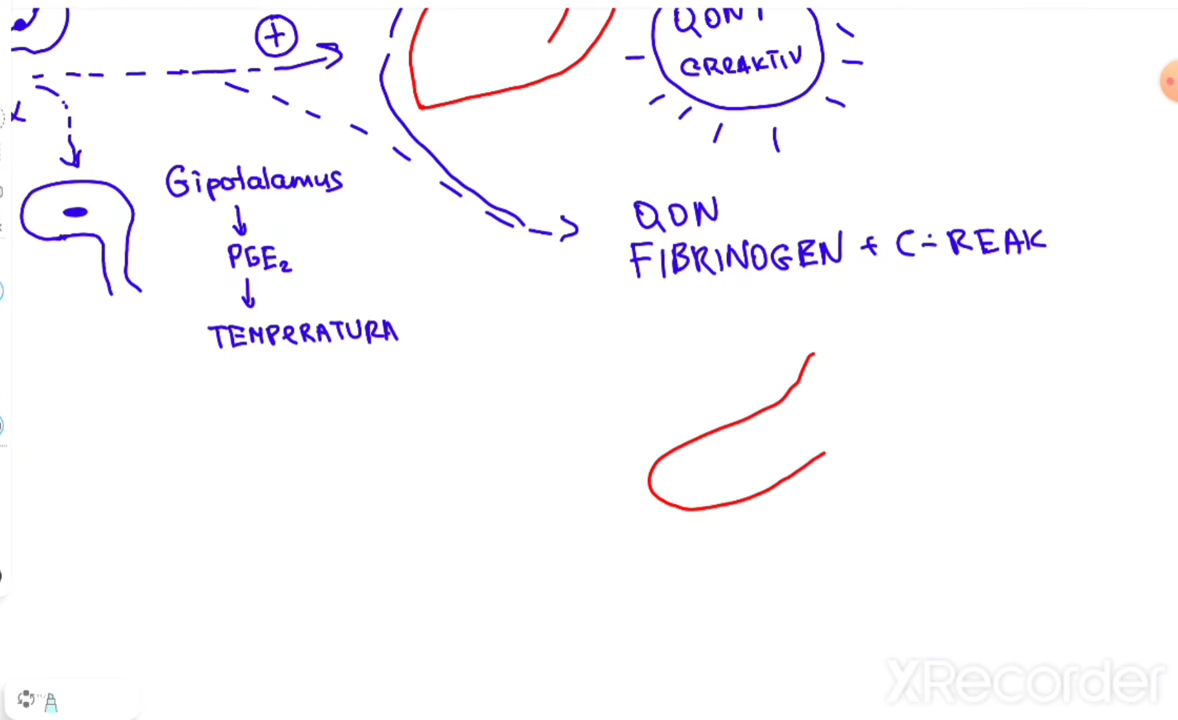 QON I
CREAKTIV
+
Gipotalamus
PGE₂
TEMPERATURA
QON
FIBRINOGEN + C-REAK
XRecorder